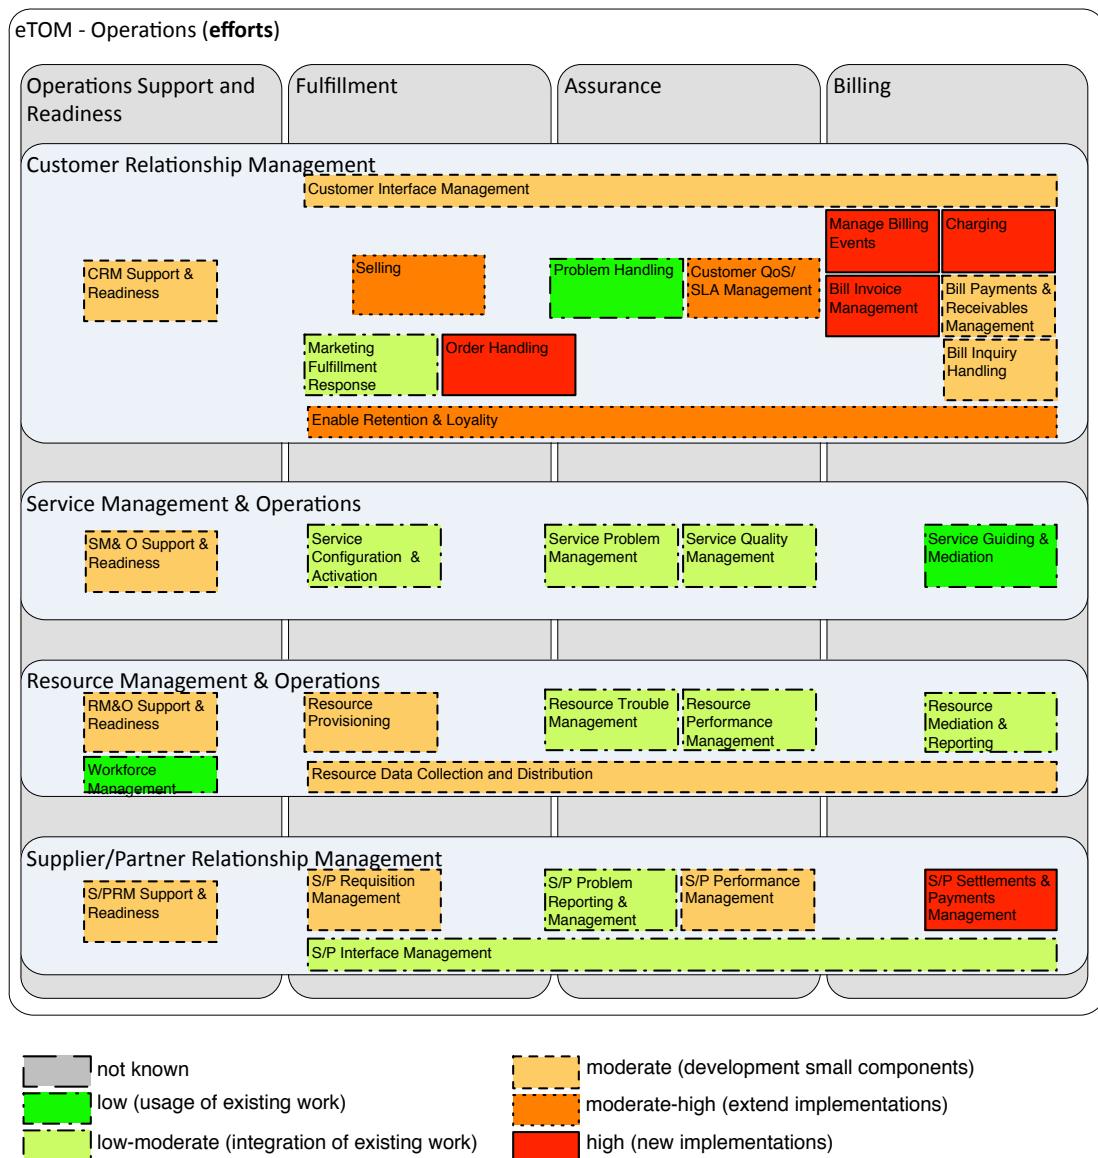 eTOM - Operations (efforts)
Operations Support and
Readiness
Fulfillment
Assurance
Billing
Customer Relationship Management
Customer Interface Management
Manage Billing
Events
Charging
CRM Support &
Readiness
Selling
Problem Handling
Customer QoS/
SLA Management
Bill Invoice
Management
Bill Payments &
Receivables
Management
Marketing
Fulfillment
Response
Order Handling
Bill Inquiry
Handling
Enable Retention & Loyality
Service Management & Operations
SM& O Support &
Readiness
Service
Configuration &
Activation
Service Problem
Management
Service Quality
Management
Service Guiding &
Mediation
Resource Management & Operations
RM&O Support &
Readiness
Resource
Provisioning
Resource Trouble
Management
Resource
Performance
Management
Resource
Mediation &
Reporting
Workforce
Management
Resource Data Collection and Distribution
Supplier/Partner Relationship Management
S/PRM Support &
Readiness
S/P Requisition
Management
S/P Problem
Reporting &
Management
S/P Performance
Management
S/P Settlements &
Payments
Management
S/P Interface Management
not known
low (usage of existing work)
low-moderate (integration of existing work)
moderate (development small components)
moderate-high (extend implementations)
high (new implementations)